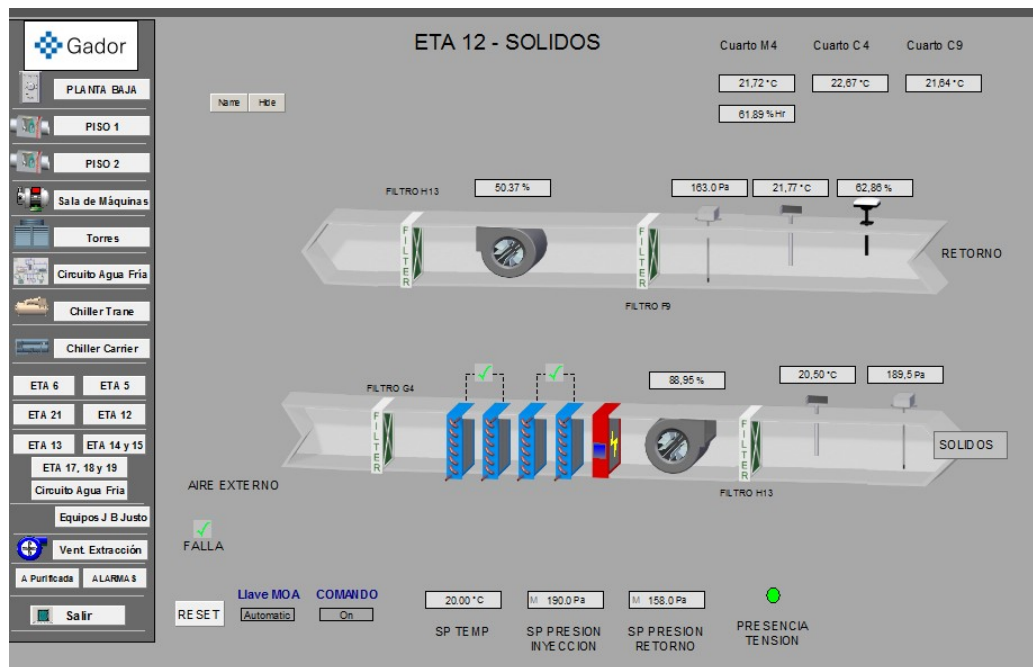 Gador
PLANTA BAJA
PISO 1
PISO 2
Sala de Máquinas
Torres
Circuito Agua Fría
Chiller Trane
Chiller Carrier
ETA 6
ETA 5
ETA 21
ETA 12
ETA 13
ETA 14 y 15
ETA 17, 18 y 19
Circuito Agua Fria
Equipos J B Justo
Vent. Extracción
A Purificada
ALARMAS
Salir
ETA 12 - SOLIDOS
Cuarto M4
Cuarto C4
Cuarto C9
21,72 °C
22,67 °C
21,64 °C
61.89 %Hr
Name
Hide
FILTRO H13
50.37 %
163.0 Pa
21,77 °C
62,86 %
FILTER
FILTER
RETORNO
FILTRO F9
FILTRO G4
88,95 %
20,50 °C
189,5 Pa
FILTER
FILTER
SOLIDOS
AIRE EXTERNO
FILTRO H13
FALLA
RESET
Llave MOA
Automatic
COMANDO
On
20.00 °C
SP TEMP
M 190.0 Pa
SP PRESION
INYECCION
M 158.0 Pa
SP PRESION
RETORNO
PRESENCIA
TENSION